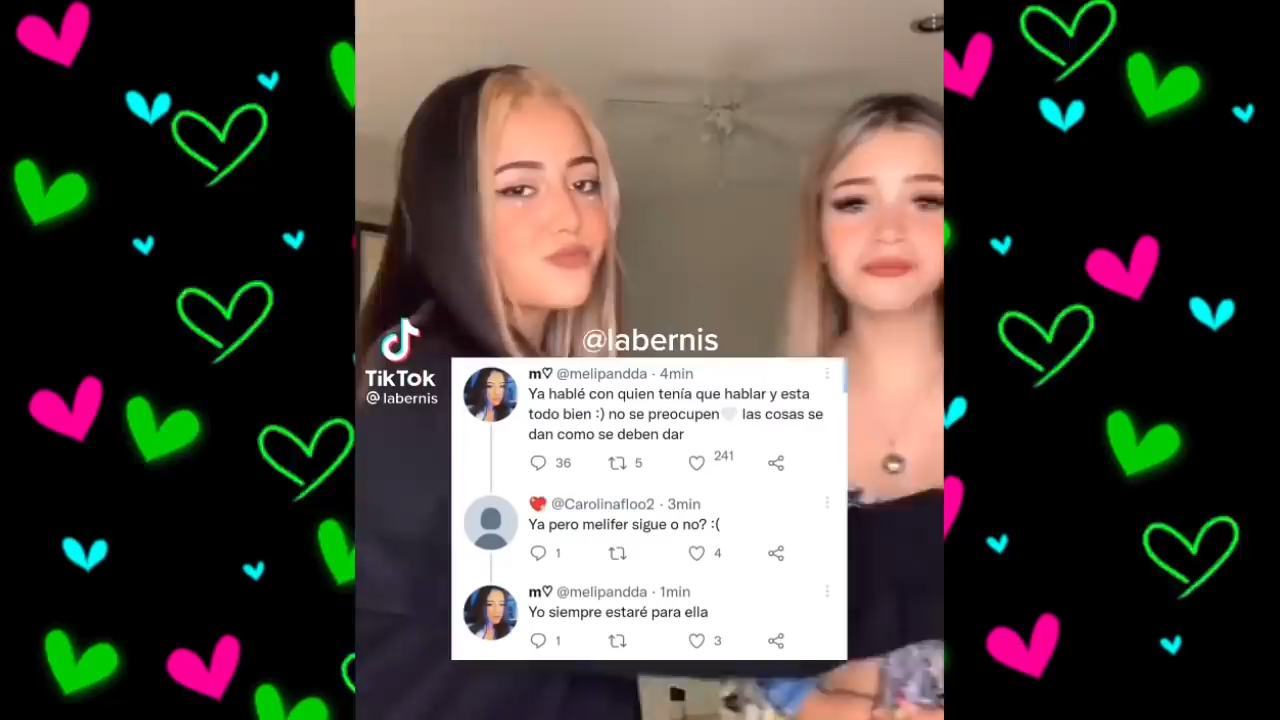 @labernis
TikTok
@labernis
m♡ @melipandda · 4min
Ya hablé con quien tenía que hablar y esta
todo bien :) no se preocupen🤍 las cosas se
dan como se deben dar
36 5 241
💖 @Carolinafloo2 · 3min
Ya pero melifer sigue o no? :(
1 4
m♡ @melipandda · 1min
Yo siempre estaré para ella
1 3